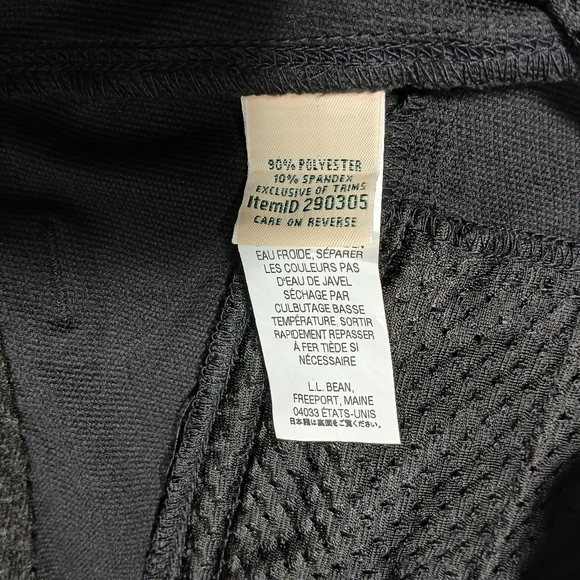 90% POLYESTER
10% SPANDEX
EXCLUSIVE OF TRIMS
ItemID 290305
CARE ON REVERSE
EAU FROIDE, SÉPARER
LES COULEURS PAS
D'EAU DE JAVEL
SÉCHAGE PAR
CULBUTAGE BASSE
TEMPÉRATURE, SORTIR
RAPIDEMENT REPASSER
À FER TIÈDE SI
NÉCESSAIRE
L.L. BEAN,
FREEPORT, MAINE
04033 ÉTATS-UNIS
日本語は裏面をご覧ください。